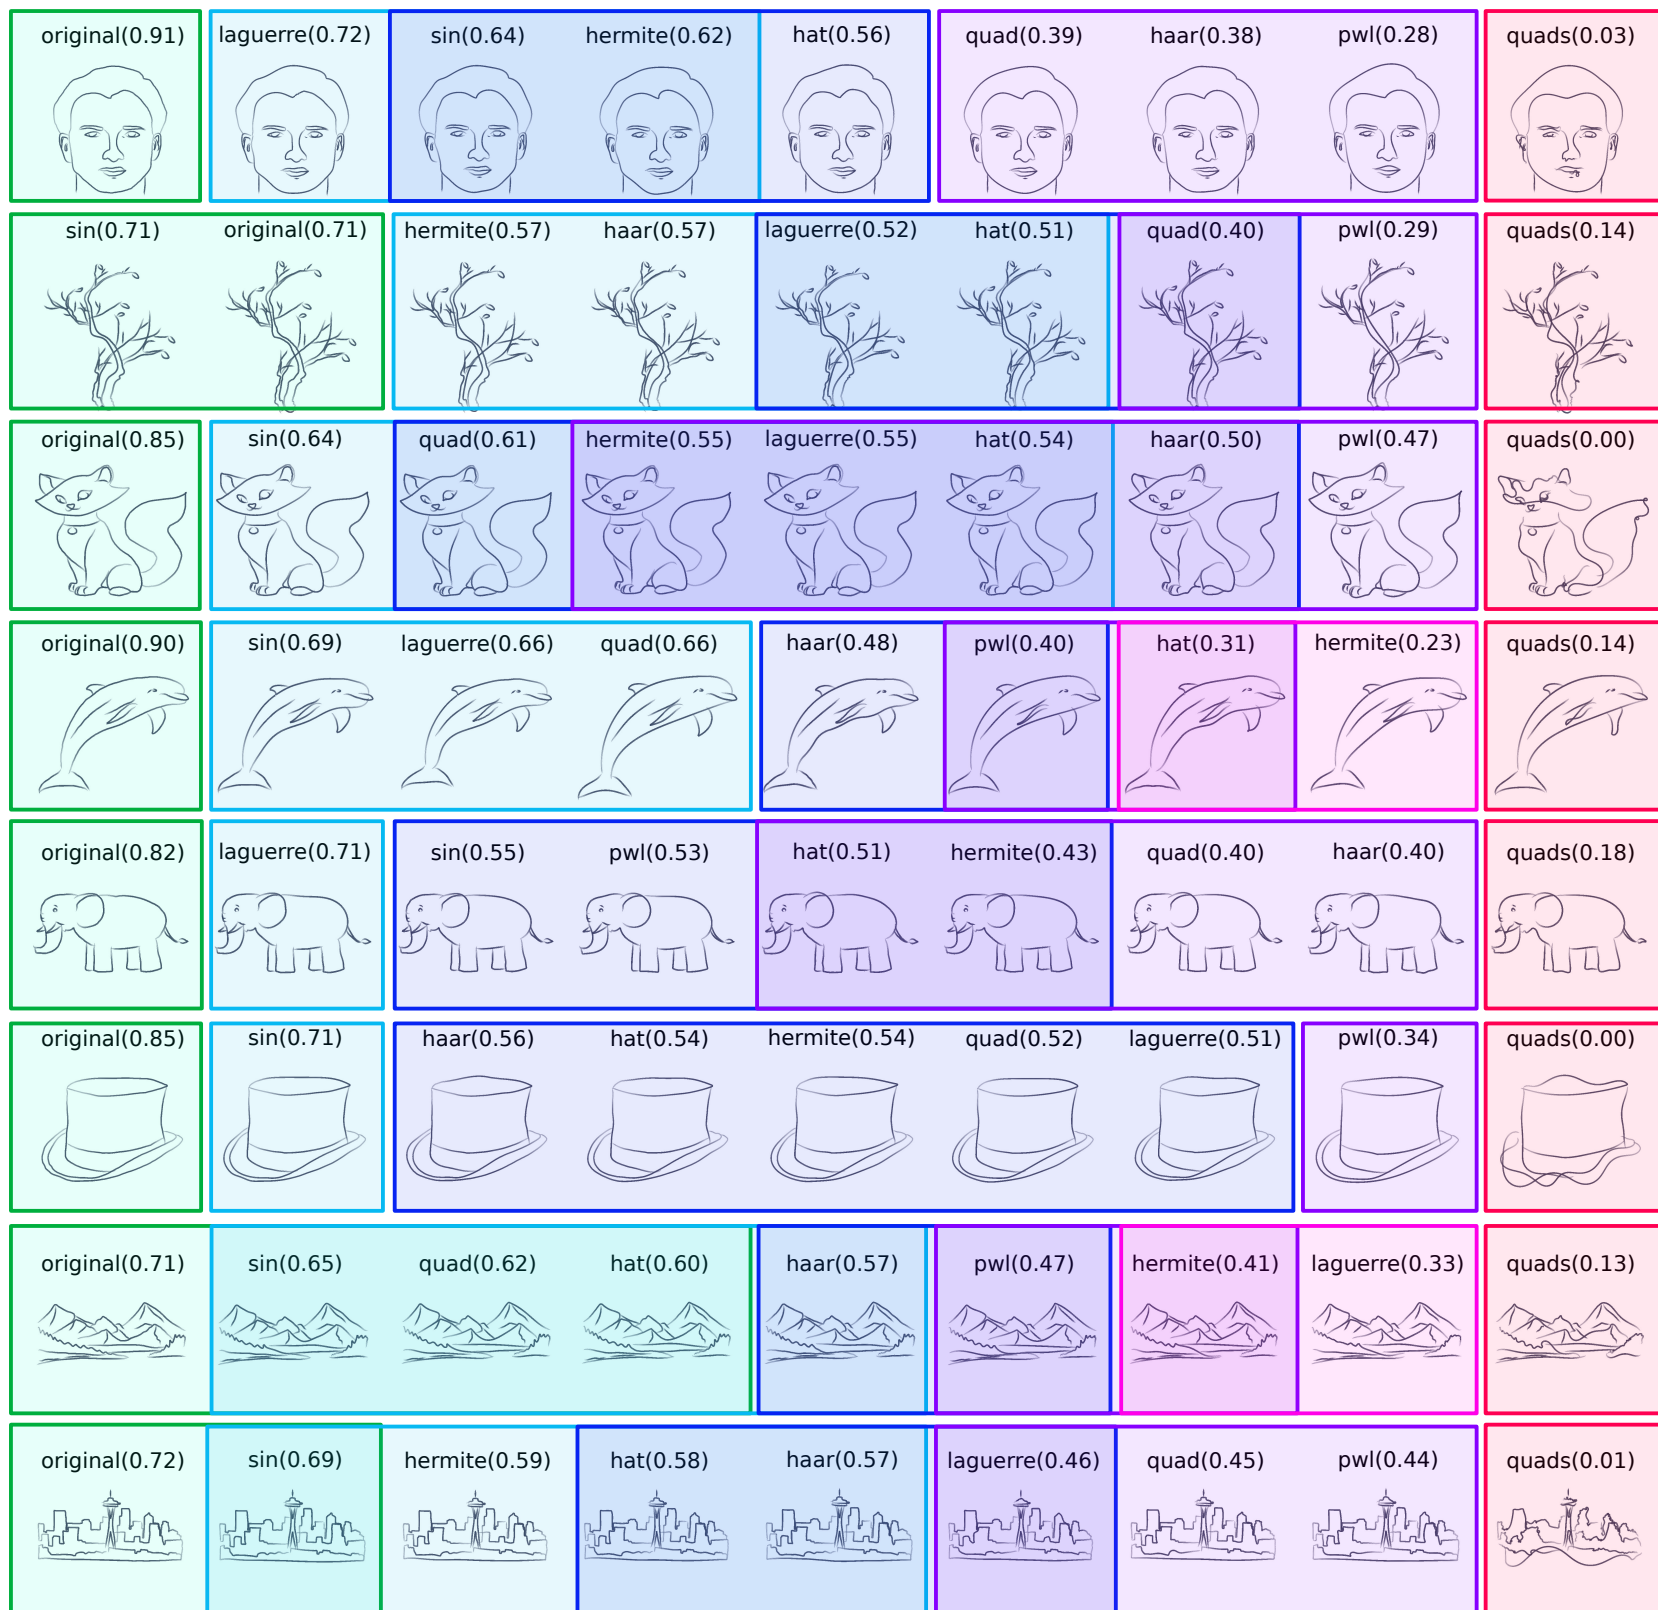 original(0.91) laguerre(0.72) sin(0.64) hermite(0.62) hat(0.56) quad(0.39) haar(0.38) pwl(0.28) quads(0.03)
sin(0.71) original(0.71) hermite(0.57) haar(0.57) laguerre(0.52) hat(0.51) quad(0.40) pwl(0.29) quads(0.14)
original(0.85) sin(0.64) quad(0.61) hermite(0.55) laguerre(0.55) hat(0.54) haar(0.50) pwl(0.47) quads(0.00)
original(0.90) sin(0.69) laguerre(0.66) quad(0.66) haar(0.48) pwl(0.40) hat(0.31) hermite(0.23) quads(0.14)
original(0.82) laguerre(0.71) sin(0.55) pwl(0.53) hat(0.51) hermite(0.43) quad(0.40) haar(0.40) quads(0.18)
original(0.85) sin(0.71) haar(0.56) hat(0.54) hermite(0.54) quad(0.52) laguerre(0.51) pwl(0.34) quads(0.00)
original(0.71) sin(0.65) quad(0.62) hat(0.60) haar(0.57) pwl(0.47) hermite(0.41) laguerre(0.33) quads(0.13)
original(0.72) sin(0.69) hermite(0.59) hat(0.58) haar(0.57) laguerre(0.46) quad(0.45) pwl(0.44) quads(0.01)